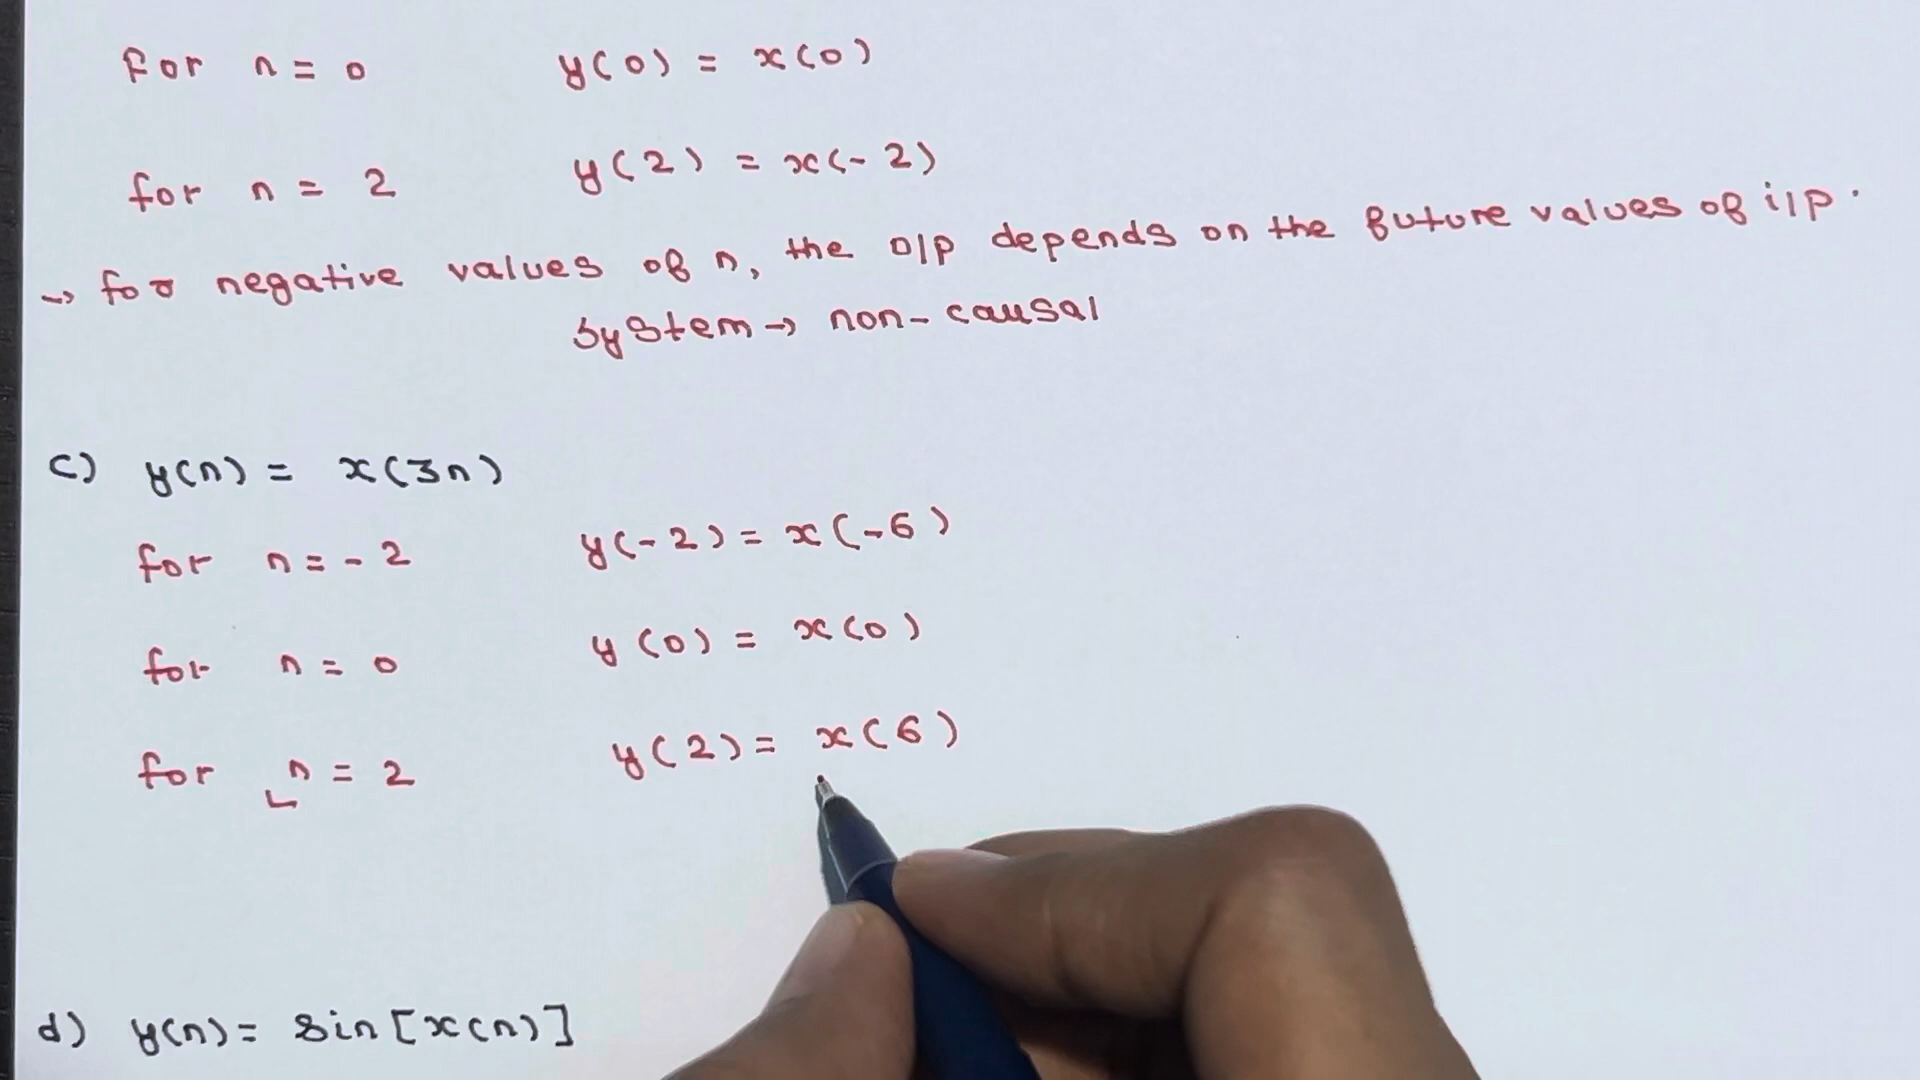 For n = 0 y(0) = x(0)
for n = 2 y(2) = x(-2)
→ for negative values of n, the o/p depends on the future values of i/p.
System → non-causal
c) y(n) = x(3n)
for n = -2 y(-2) = x(-6)
for n = 0 y(0) = x(0)
for n = 2 y(2) = x(6)
d) y(n) = sin[x(n)]